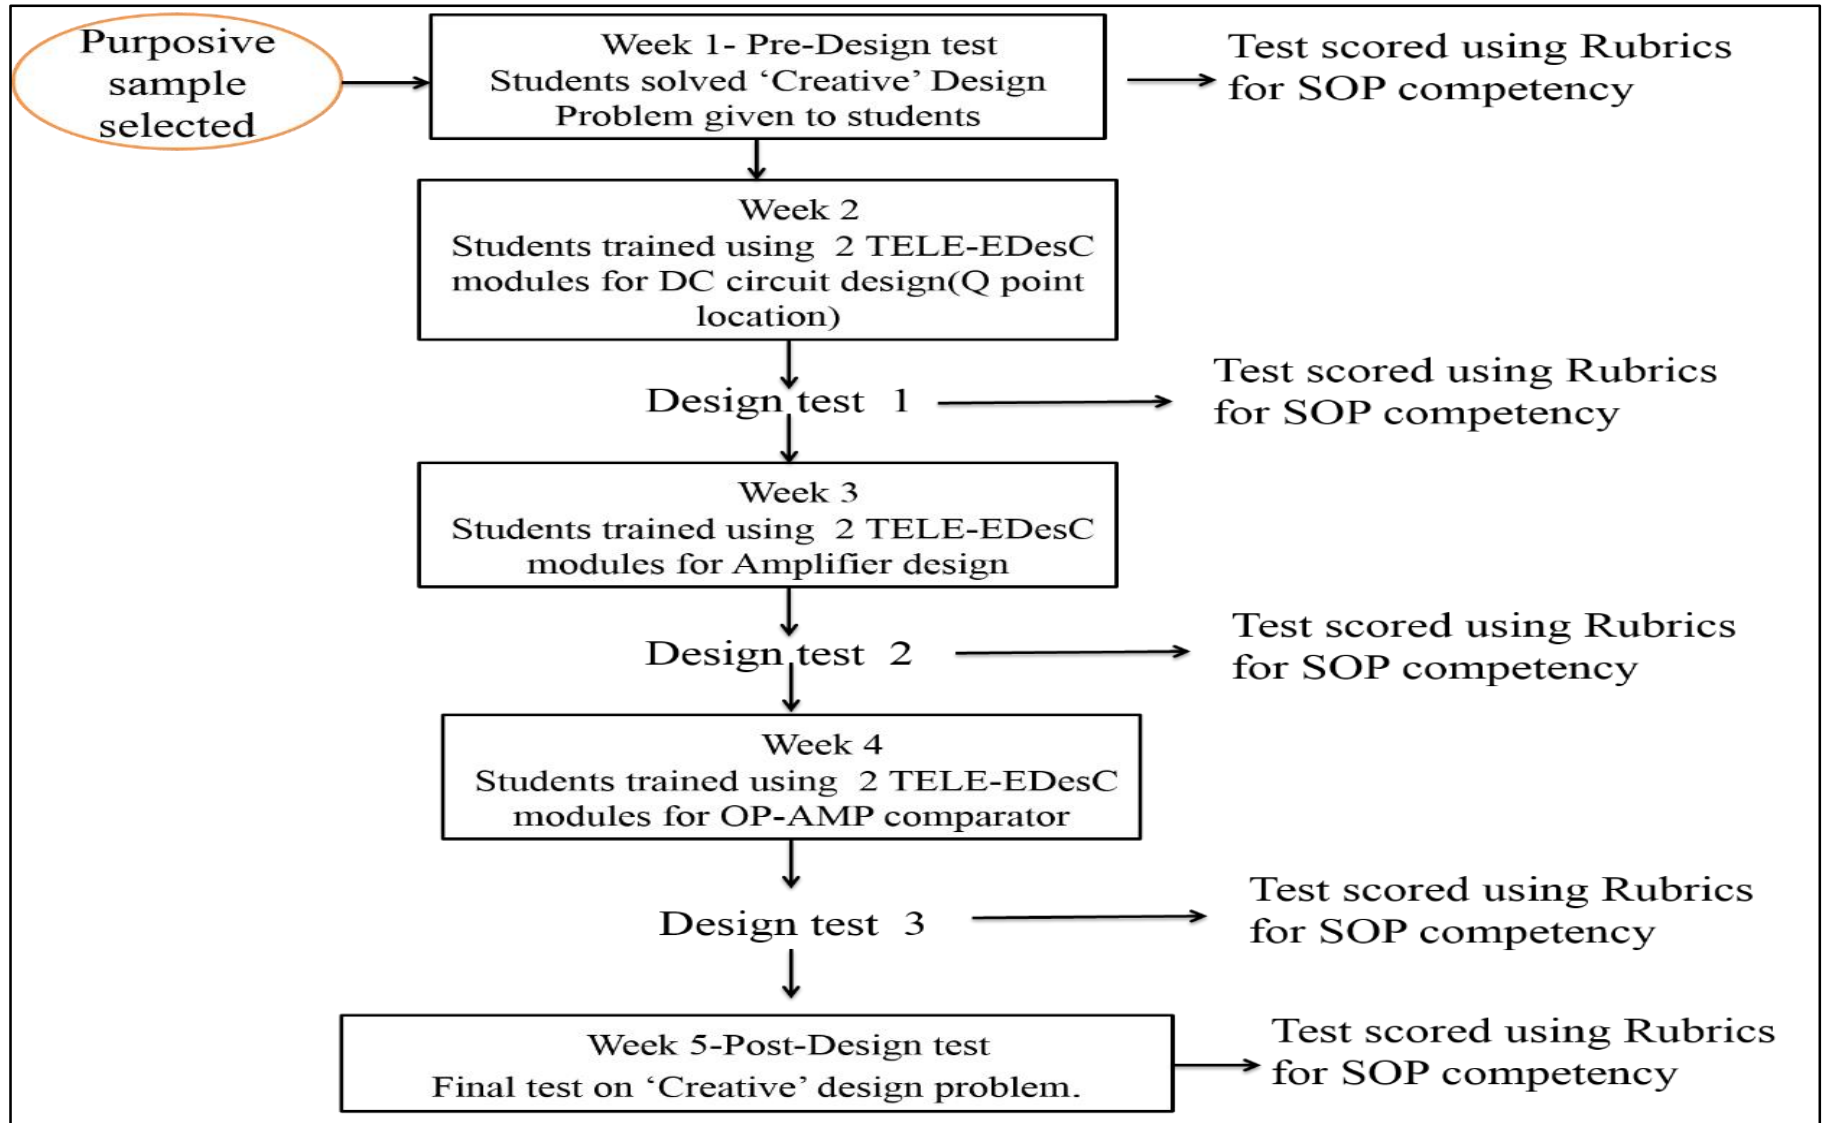 Purposive
sample
selected
Week 1- Pre-Design test
Students solved ‘Creative’ Design
Problem given to students
Test scored using Rubrics
for SOP competency
Week 2
Students trained using 2 TELE-EDesC
modules for DC circuit design(Q point
location)
Design test 1
Test scored using Rubrics
for SOP competency
Week 3
Students trained using 2 TELE-EDesC
modules for Amplifier design
Design test 2
Test scored using Rubrics
for SOP competency
Week 4
Students trained using 2 TELE-EDesC
modules for OP-AMP comparator
Design test 3
Test scored using Rubrics
for SOP competency
Week 5-Post-Design test
Final test on ‘Creative’ design problem.
Test scored using Rubrics
for SOP competency